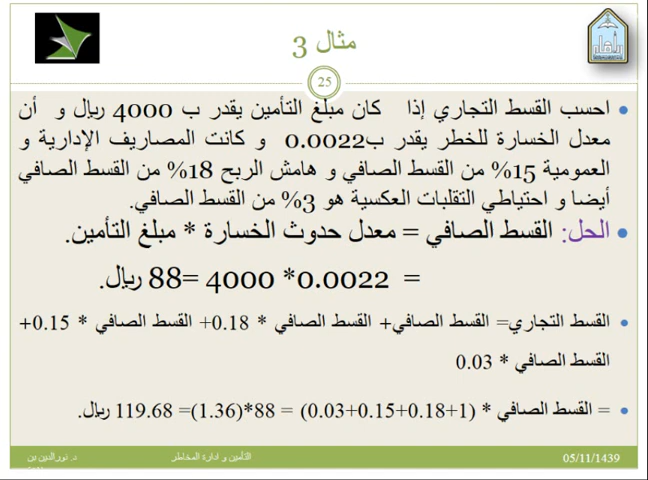 مثال 3
25
احسب القسط التجاري إذا كان مبلغ التأمين يقدر ب 4000 ريال و أن
معدل الخسارة للخطر يقدر ب0.0022 و كانت المصاريف الإدارية و
العمومية 15% من القسط الصافي و هامش الربح 18% من القسط الصافي
أيضا و احتياطي التقلبات العكسية هو 3% من القسط الصافي.
الحل: القسط الصافي = معدل حدوث الخسارة * مبلغ التأمين.
= 0.0022* 4000 =88 ريال.
القسط التجاري= القسط الصافي+ القسط الصافي * 0.18+ القسط الصافي * 0.15+
القسط الصافي * 0.03
= القسط الصافي * (1+0.18+0.15+0.03) = 88*(1.36)= 119.68 ريال.
05/11/1439
التأمين و ادارة المخاطر
د. نورالدين بن